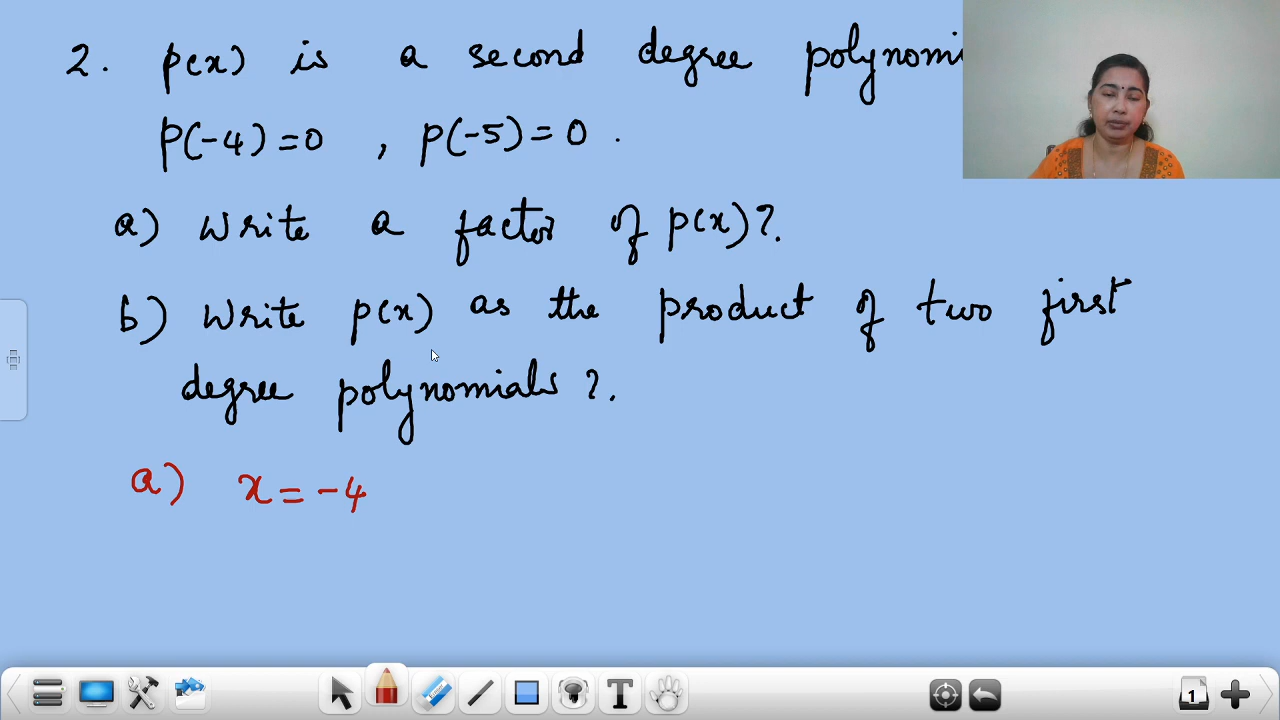 2. p(x) is a second degree polynomi
p(-4)=0 , p(-5)=0 .
a) Write a factor of p(x)?.
b) Write p(x) as the product of two first
degree polynomials ?.
a) x = -4
T
1